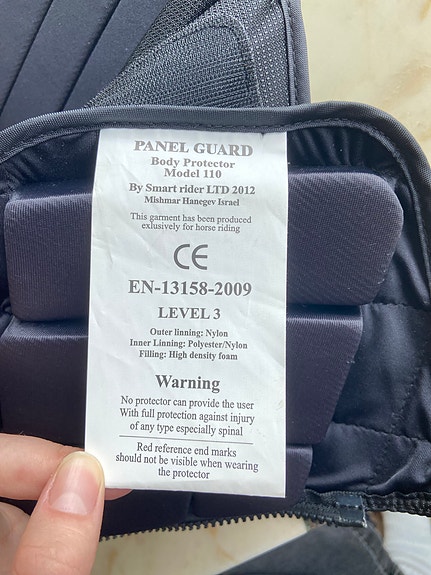 PANEL GUARD
Body Protector
Model 110
By Smart rider LTD 2012
Mishmar Hanegev Israel
This garment has been produced
exlusively for horse riding
CE
EN-13158-2009
LEVEL 3
Outer linning: Nylon
Inner Linning: Polyester/Nylon
Filling: High density foam
Warning
No protector can provide the user
With full protection against injury
of any type especially spinal
Red reference end marks
should not be visible when wearing
the protector